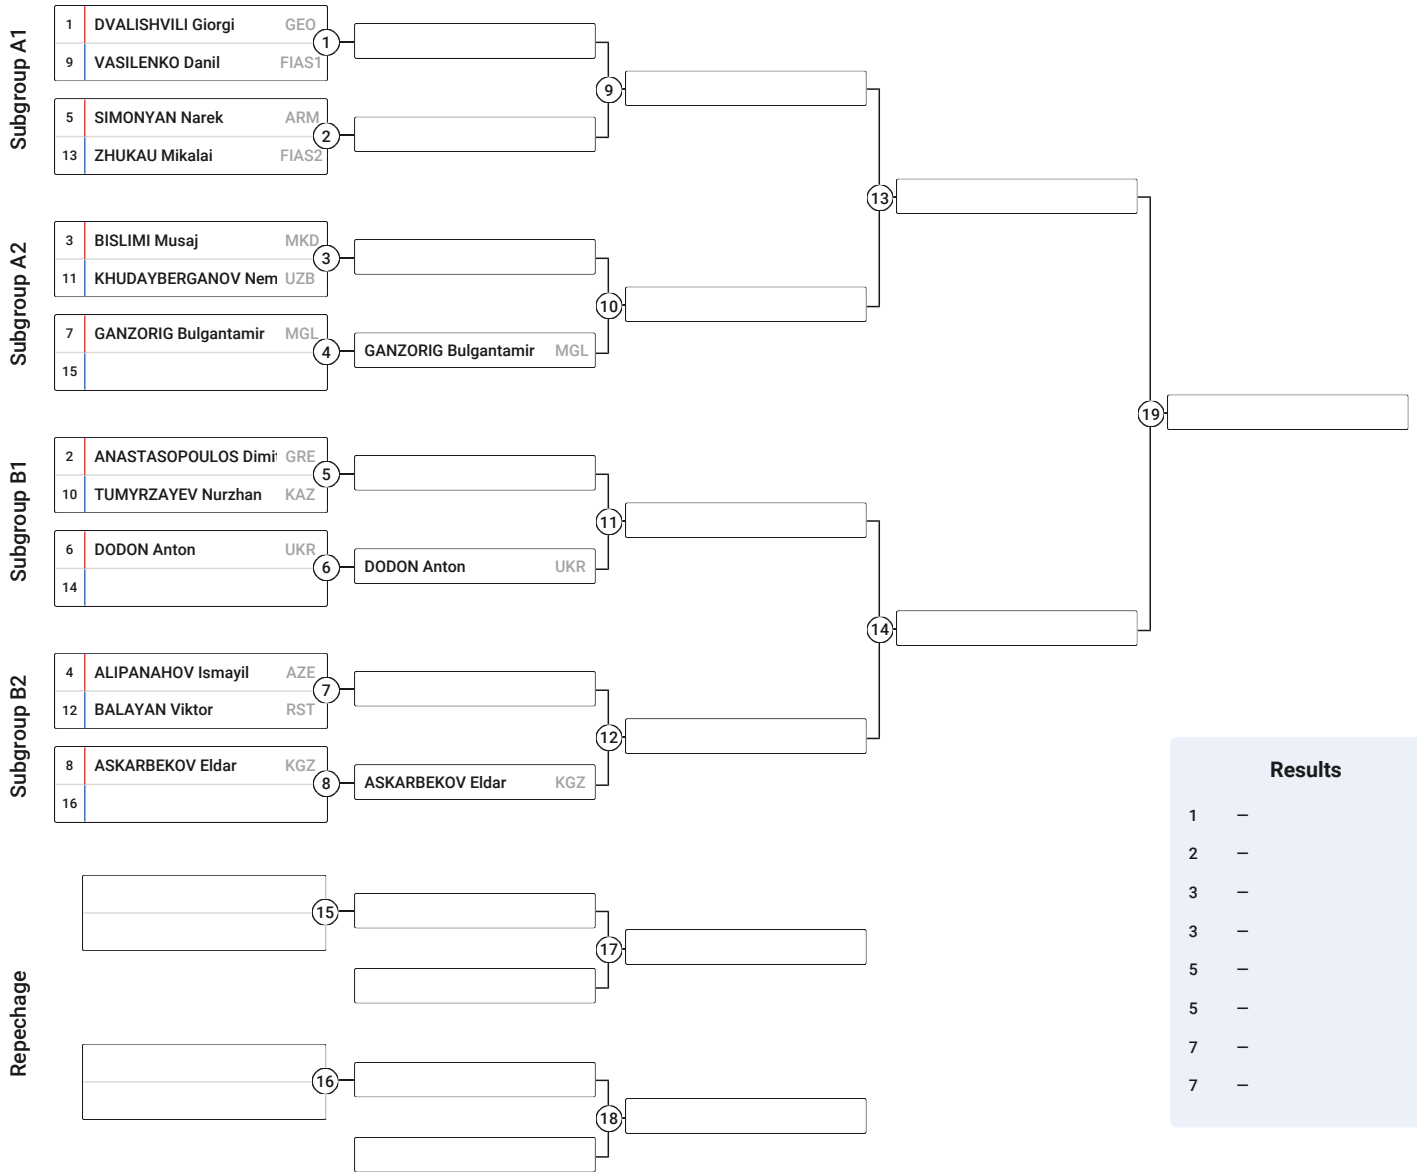 Subgroup A1
1 DVALISHVILI Giorgi GEO
9 VASILENKO Danil FIAS1
1
5 SIMONYAN Narek ARM
13 ZHUKAU Mikalai FIAS2
2
9
Subgroup A2
3 BISLIMI Musaj MKD
11 KHUDAYBERGANOV Nem UZB
3
7 GANZORIG Bulgantamir MGL
15
4
GANZORIG Bulgantamir MGL
10
13
Subgroup B1
2 ANASTASOPOULOS Dimi GRE
10 TUMYRZAYEV Nurzhan KAZ
5
6 DODON Anton UKR
14
6
DODON Anton UKR
11
Subgroup B2
4 ALIPANAHOV Ismayil AZE
12 BALAYAN Viktor RST
7
8 ASKARBEKOV Eldar KGZ
16
8
ASKARBEKOV Eldar KGZ
12
14
19
Repechage
15
17
16
18
Results
1 –
2 –
3 –
3 –
5 –
5 –
7 –
7 –